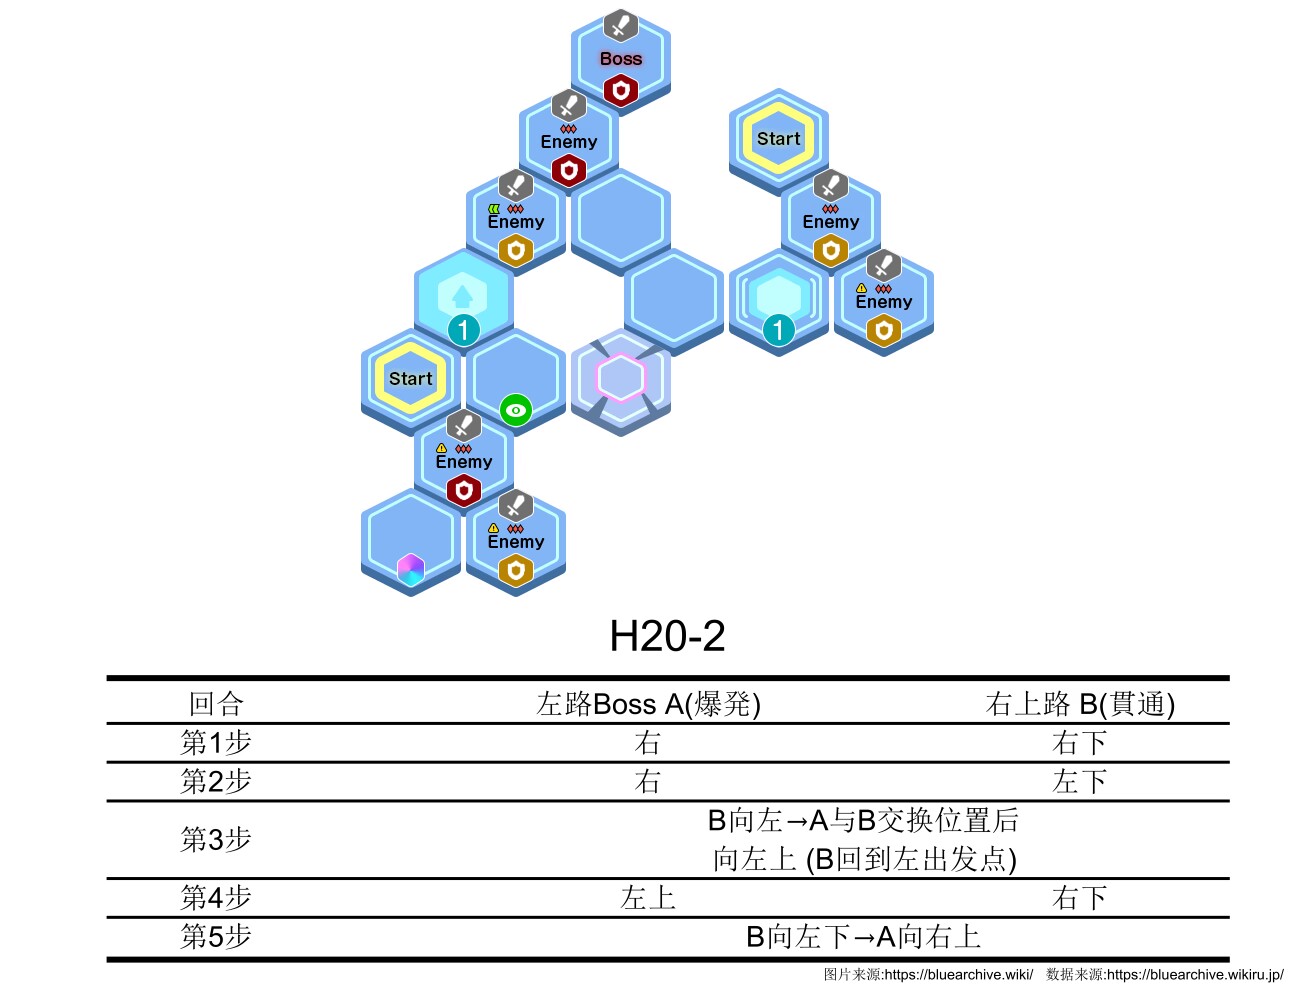 Boss
Enemy
Start
Enemy
Enemy
1
1
Enemy
Start
Enemy
Enemy
H20-2
回合 左路Boss A(爆発) 右上路 B(貫通)
第1步 右 右下
第2步 右 左下
第3步 B向左→A与B交换位置后
向左上 (B回到左出发点)
第4步 左上 右下
第5步 B向左下→A向右上
图片来源:https://bluearchive.wiki/ 数据来源:https://bluearchive.wikiru.jp/